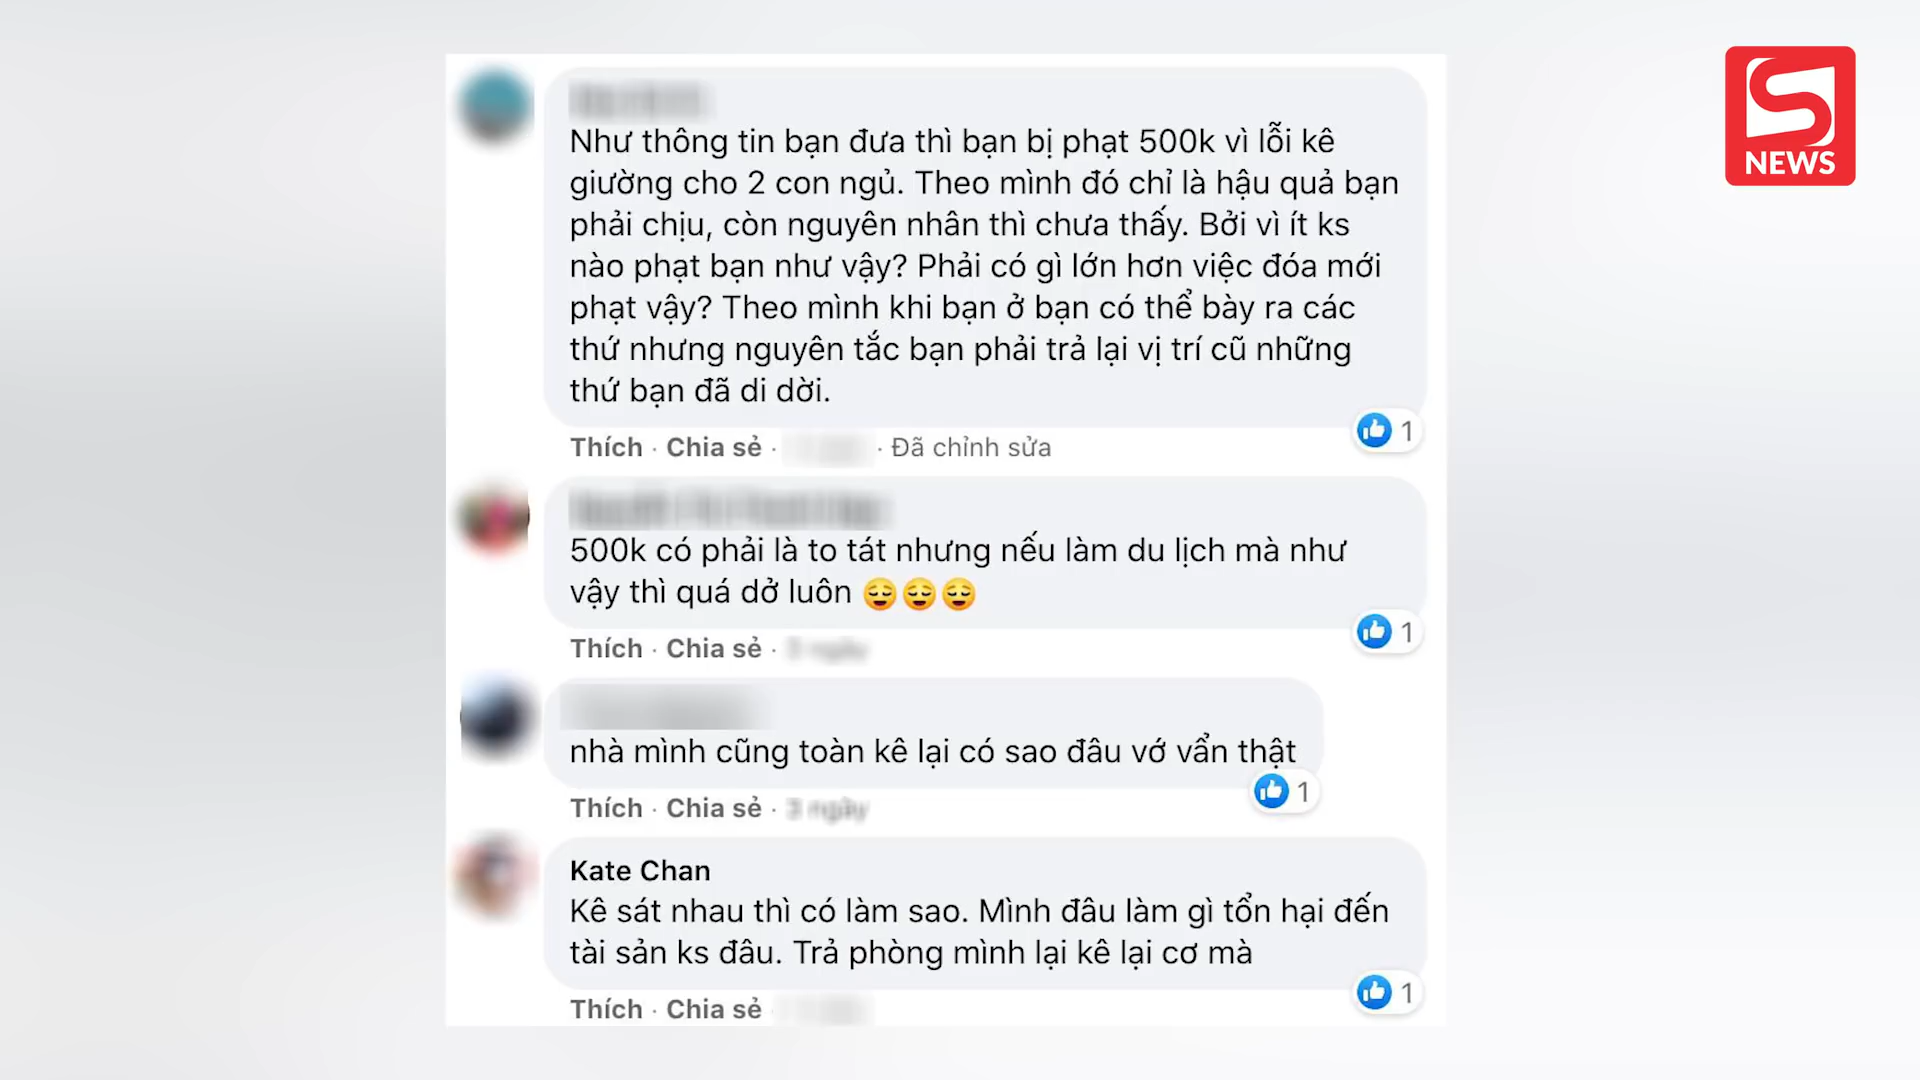 NEWS
Như thông tin bạn đưa thì bạn bị phạt 500k vì lỗi kê
giường cho 2 con ngủ. Theo mình đó chỉ là hậu quả bạn
phải chịu, còn nguyên nhân thì chưa thấy. Bởi vì ít ks
nào phạt bạn như vậy? Phải có gì lớn hơn việc đóa mới
phạt vậy? Theo mình khi bạn ở bạn có thể bày ra các
thứ nhưng nguyên tắc bạn phải trả lại vị trí cũ những
thứ bạn đã di dời.
1
Thích · Chia sẻ · · Đã chỉnh sửa
500k có phải là to tát nhưng nếu làm du lịch mà như
vậy thì quá dở luôn 😌😌😌
1
Thích · Chia sẻ · 3 ngày
nhà mình cũng toàn kê lại có sao đâu vớ vẩn thật
1
Thích · Chia sẻ · 3 ngày
Kate Chan
Kê sát nhau thì có làm sao. Mình đâu làm gì tổn hại đến
tài sản ks đâu. Trả phòng mình lại kê lại cơ mà
1
Thích · Chia sẻ